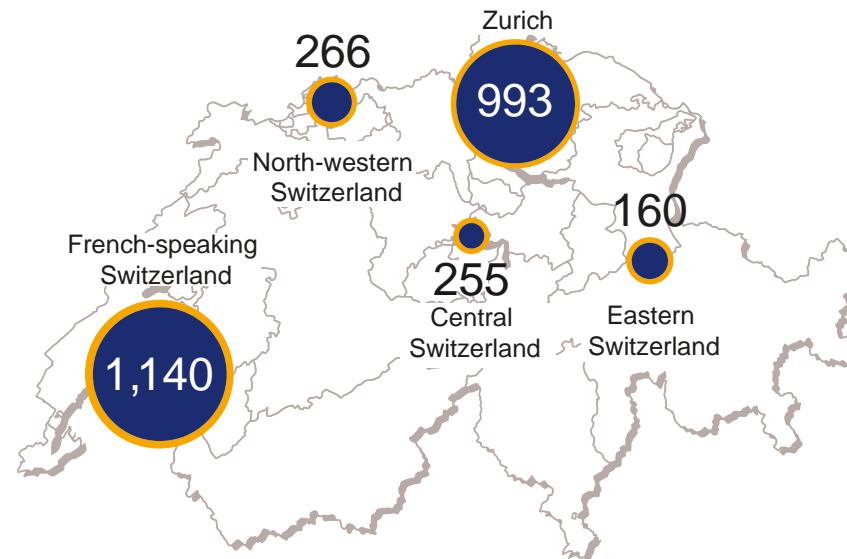 Zurich
993
266
North-western
Switzerland
160
Eastern
Switzerland
255
Central
Switzerland
French-speaking
Switzerland
1,140